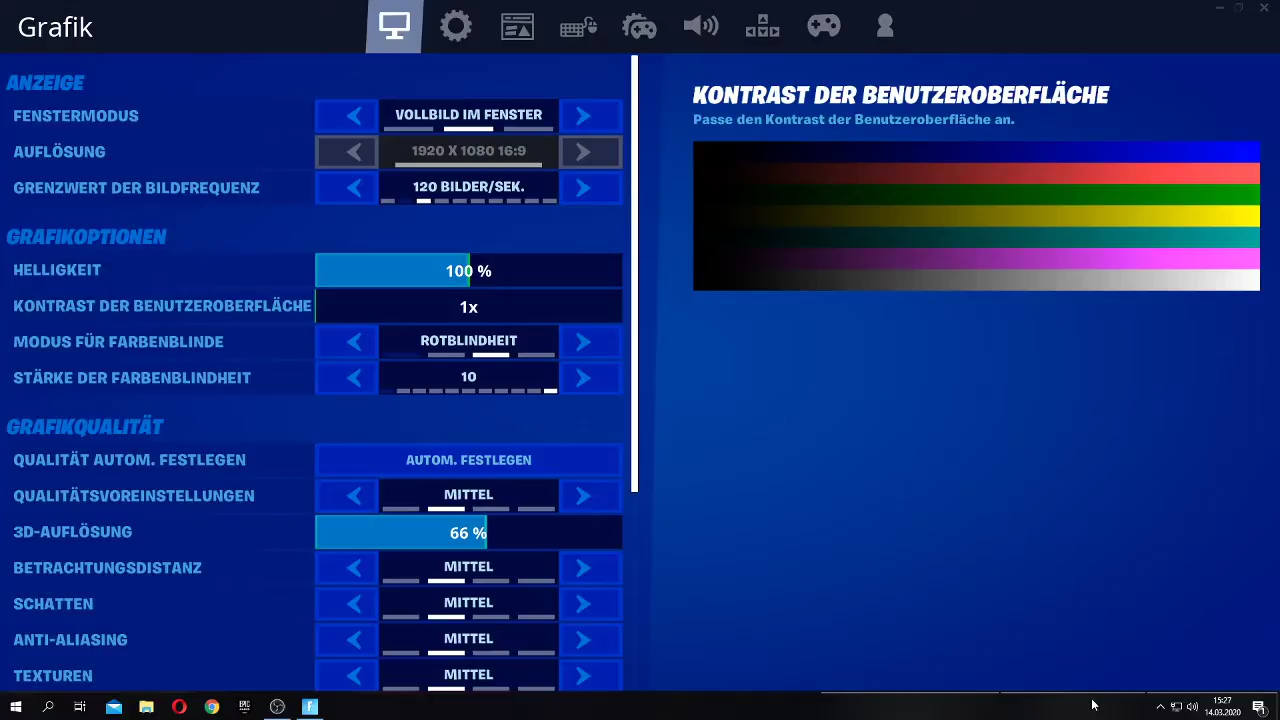 Grafik
ANZEIGE
FENSTERMODUS
VOLLBILD IM FENSTER
AUFLÖSUNG
1920 X 1080 16:9
GRENZWERT DER BILDFREQUENZ
120 BILDER/SEK.
GRAFIKOPTIONEN
HELLIGKEIT
100 %
KONTRAST DER BENUTZEROBERFLÄCHE
1x
MODUS FÜR FARBENBLINDE
ROTBLINDHEIT
STÄRKE DER FARBENBLINDHEIT
10
GRAFIKQUALITÄT
QUALITÄT AUTOM. FESTLEGEN
AUTOM. FESTLEGEN
QUALITÄTSVOREINSTELLUNGEN
MITTEL
3D-AUFLÖSUNG
66 %
BETRACHTUNGSDISTANZ
MITTEL
SCHATTEN
MITTEL
ANTI-ALIASING
MITTEL
TEXTUREN
MITTEL
KONTRAST DER BENUTZEROBERFLÄCHE
Passe den Kontrast der Benutzeroberfläche an.
EPIC
F
15:27
14.03.2020